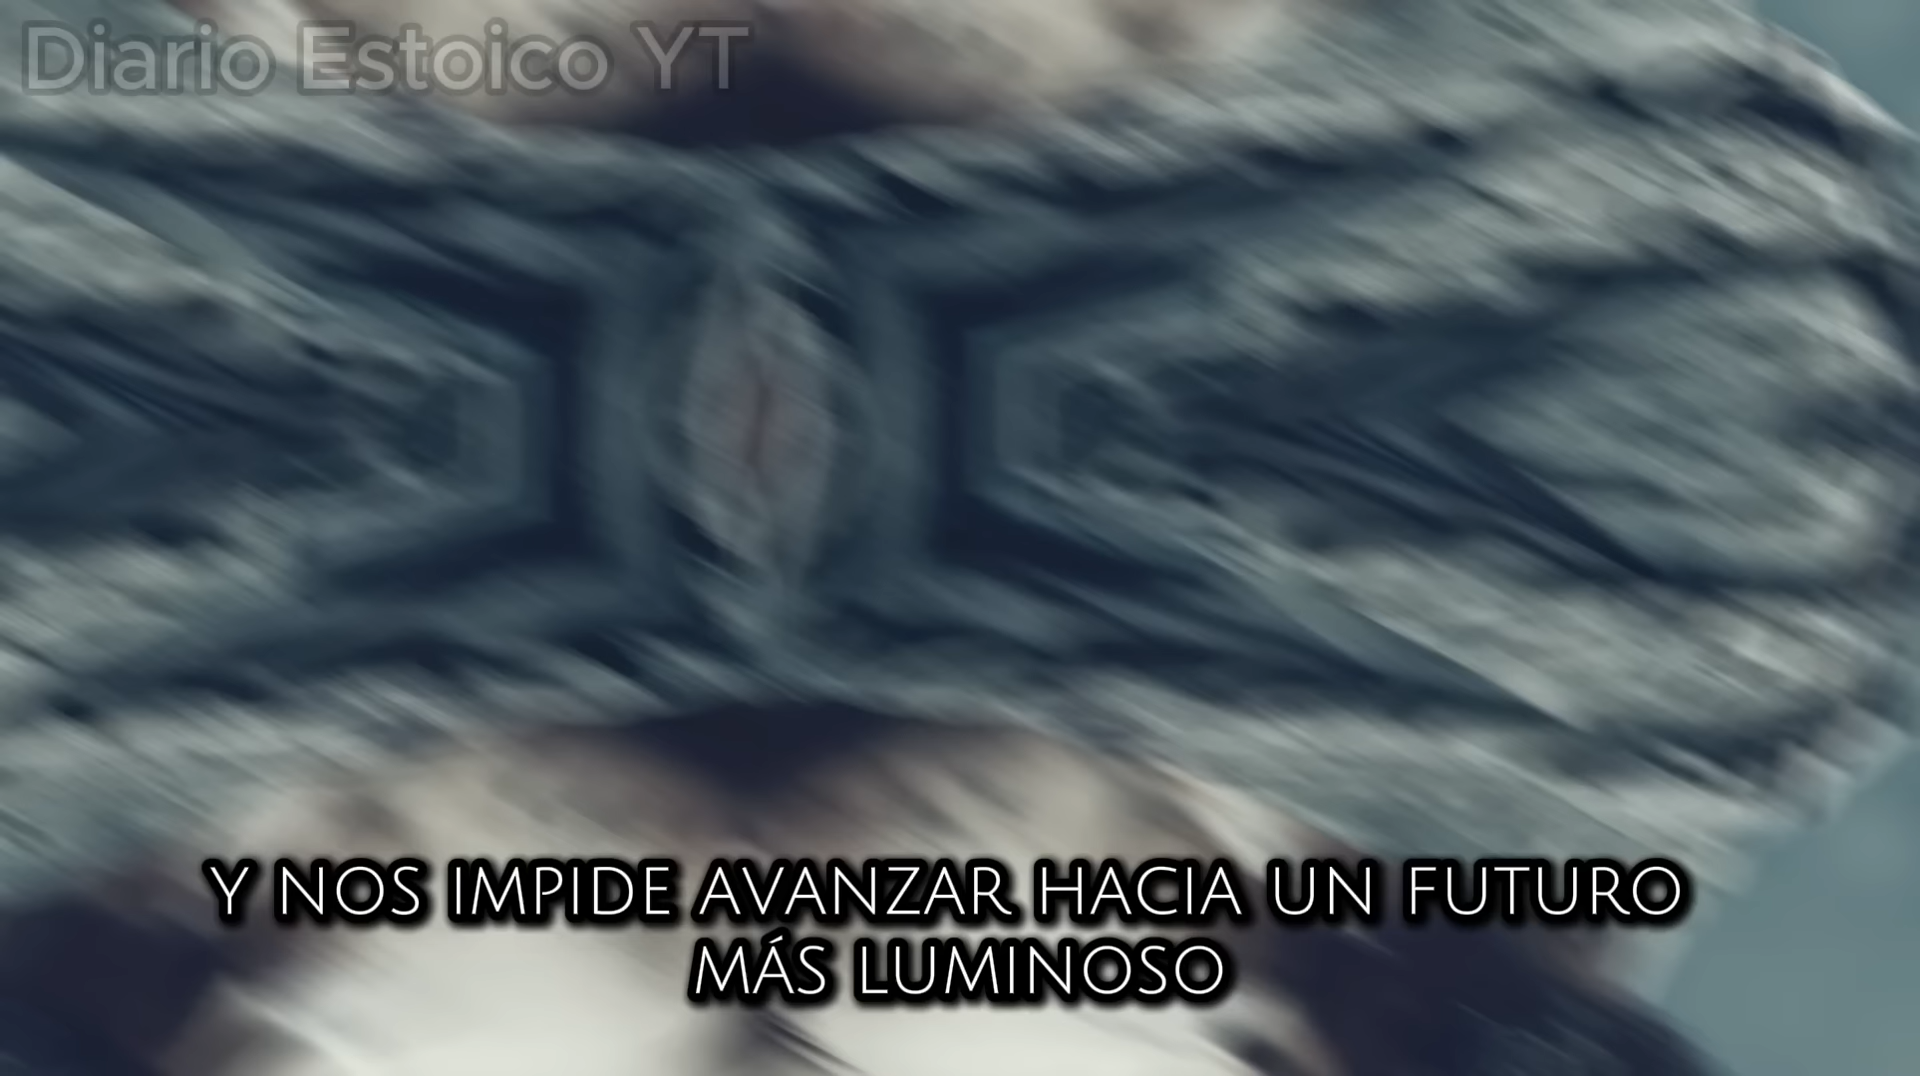 Diario Estoico YT
Y NOS IMPIDE AVANZAR HACIA UN FUTURO
MÁS LUMINOSO